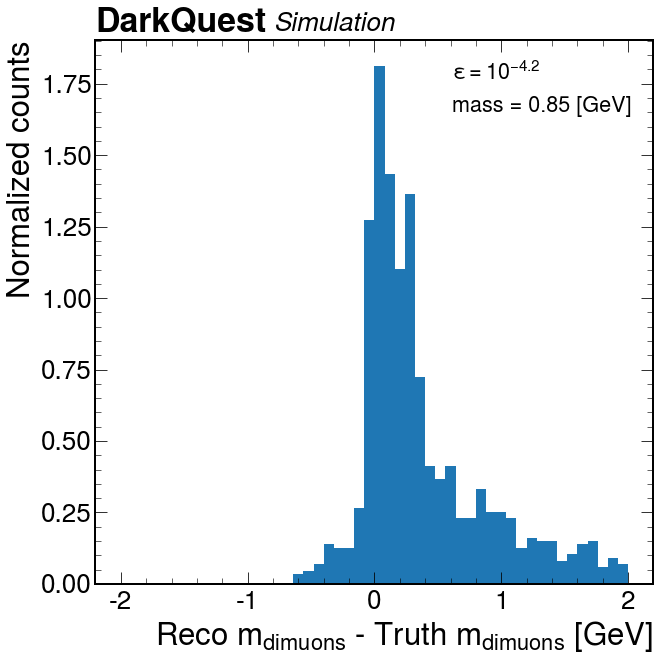 DarkQuest Simulation
ε = 10^−4.2
mass = 0.85 [GeV]
Normalized counts
1.75
1.50
1.25
1.00
0.75
0.50
0.25
0.00
-2 -1 0 1 2
Reco m_dimuons - Truth m_dimuons [GeV]